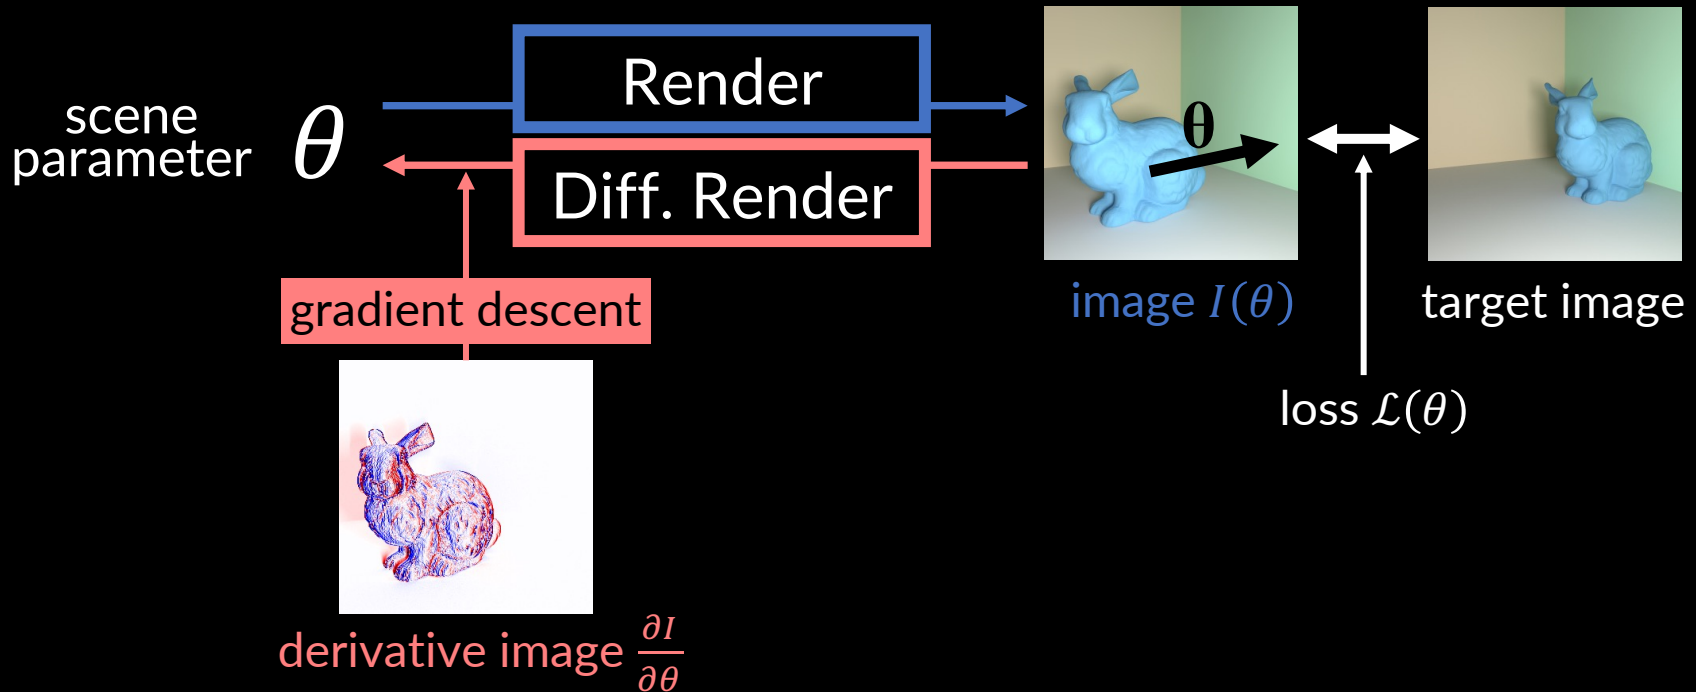 scene
parameter
θ
Render
Diff. Render
θ
gradient descent
image I(θ)
target image
loss ℒ(θ)
derivative image ∂I/∂θ